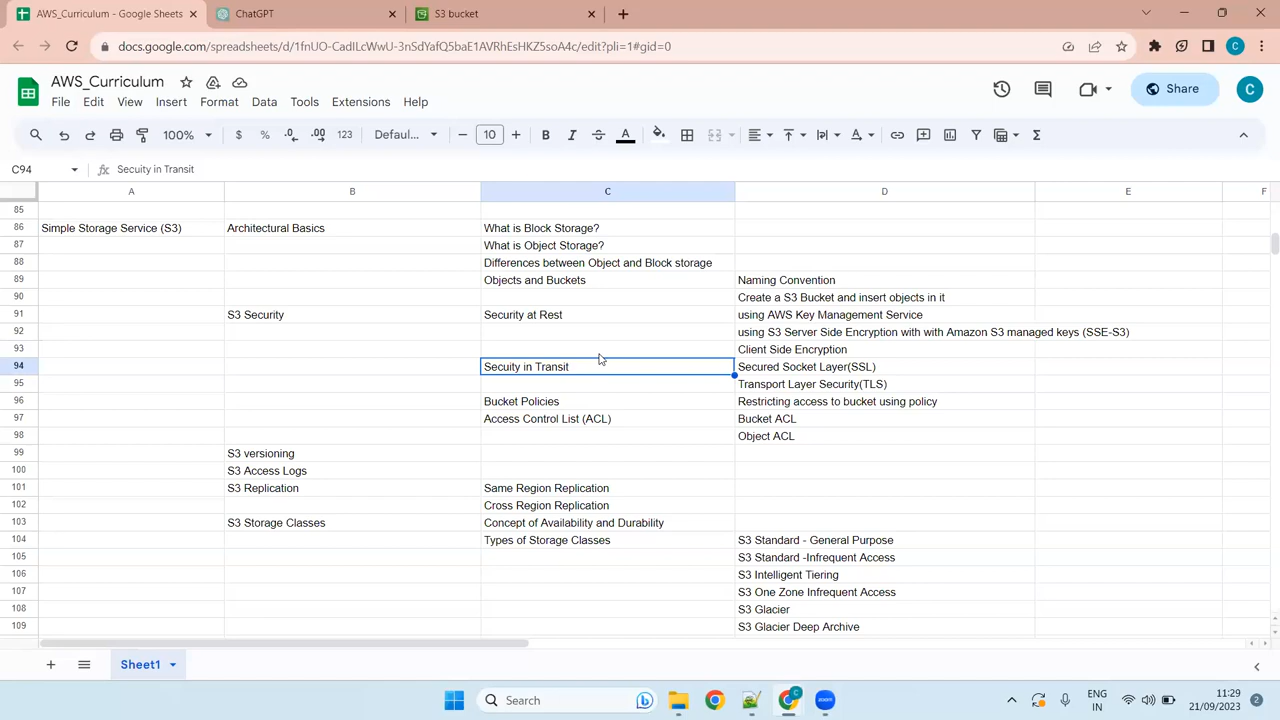 AWS_Curriculum - Google Sheets
ChatGPT
S3 bucket
docs.google.com/spreadsheets/d/1fnUO-CadILcWwU-3nSdYafQ5baE1AVRhEsHKZ5soA4c/edit?pli=1#gid=0
C
AWS_Curriculum
Share
C
File Edit View Insert Format Data Tools Extensions Help
100% $ % .0 .00 123 Defaul... 10 B I A
C94 fx Secuity in Transit
A B C D E F
85
86 Simple Storage Service (S3) Architectural Basics What is Block Storage?
87 What is Object Storage?
88 Differences between Object and Block storage
89 Objects and Buckets Naming Convention
90 Create a S3 Bucket and insert objects in it
91 S3 Security Security at Rest using AWS Key Management Service
92 using S3 Server Side Encryption with with Amazon S3 managed keys (SSE-S3)
93 Client Side Encryption
94 Secuity in Transit Secured Socket Layer(SSL)
95 Transport Layer Security(TLS)
96 Bucket Policies Restricting access to bucket using policy
97 Access Control List (ACL) Bucket ACL
98 Object ACL
99 S3 versioning
100 S3 Access Logs
101 S3 Replication Same Region Replication
102 Cross Region Replication
103 S3 Storage Classes Concept of Availability and Durability
104 Types of Storage Classes S3 Standard - General Purpose
105 S3 Standard -Infrequent Access
106 S3 Intelligent Tiering
107 S3 One Zone Infrequent Access
108 S3 Glacier
109 S3 Glacier Deep Archive
Sheet1
Search
zoom
ENG
IN
11:29
21/09/2023
2